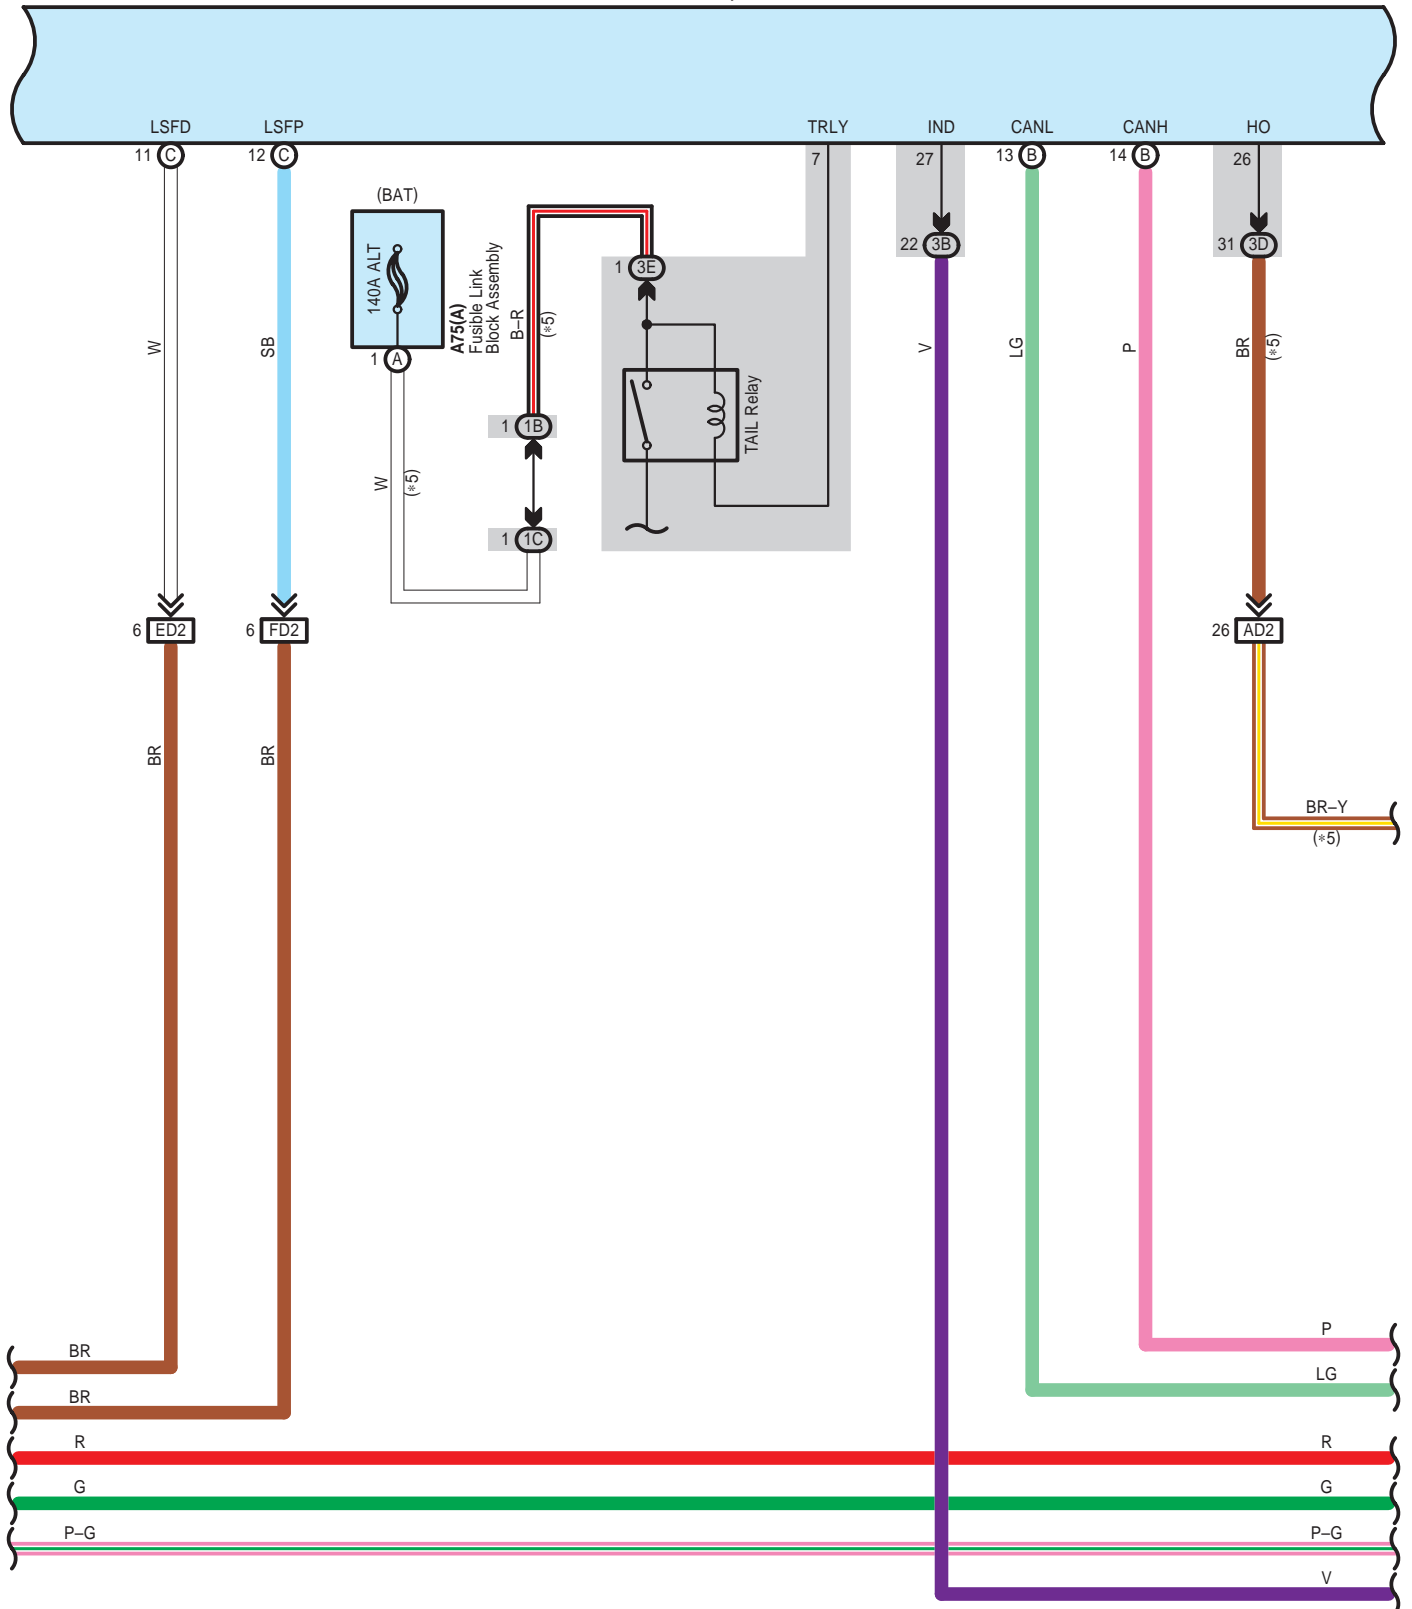 LSFD LSFP TRLY IND CANL CANH HO
11 C 12 C 7 27 13 B 14 B 26
(BAT)
140A ALT
1 A
A75(A)
Fusible Link
Block Assembly
B–R
(*5)
1 3E
22 3B
31 3D
W
SB
V
LG
P
BR
(*5)
TAIL Relay
1 1B
W
(*5)
1 1C
6 ED2
6 FD2
26 AD2
BR
BR
BR–Y
(*5)
P
BR
LG
BR
R R
G G
P–G P–G
V